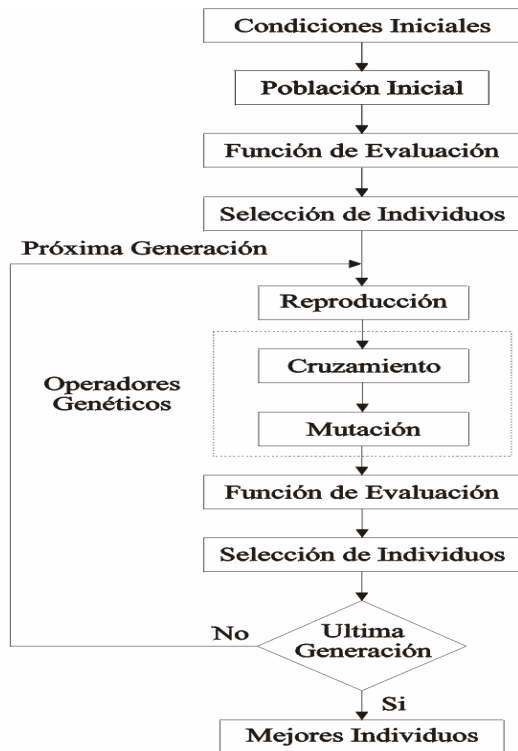 Condiciones Iniciales
Población Inicial
Función de Evaluación
Selección de Individuos
Próxima Generación
Reproducción
Cruzamiento
Operadores
Genéticos
Mutación
Función de Evaluación
Selección de Individuos
Ultima
Generación
No
Si
Mejores Individuos